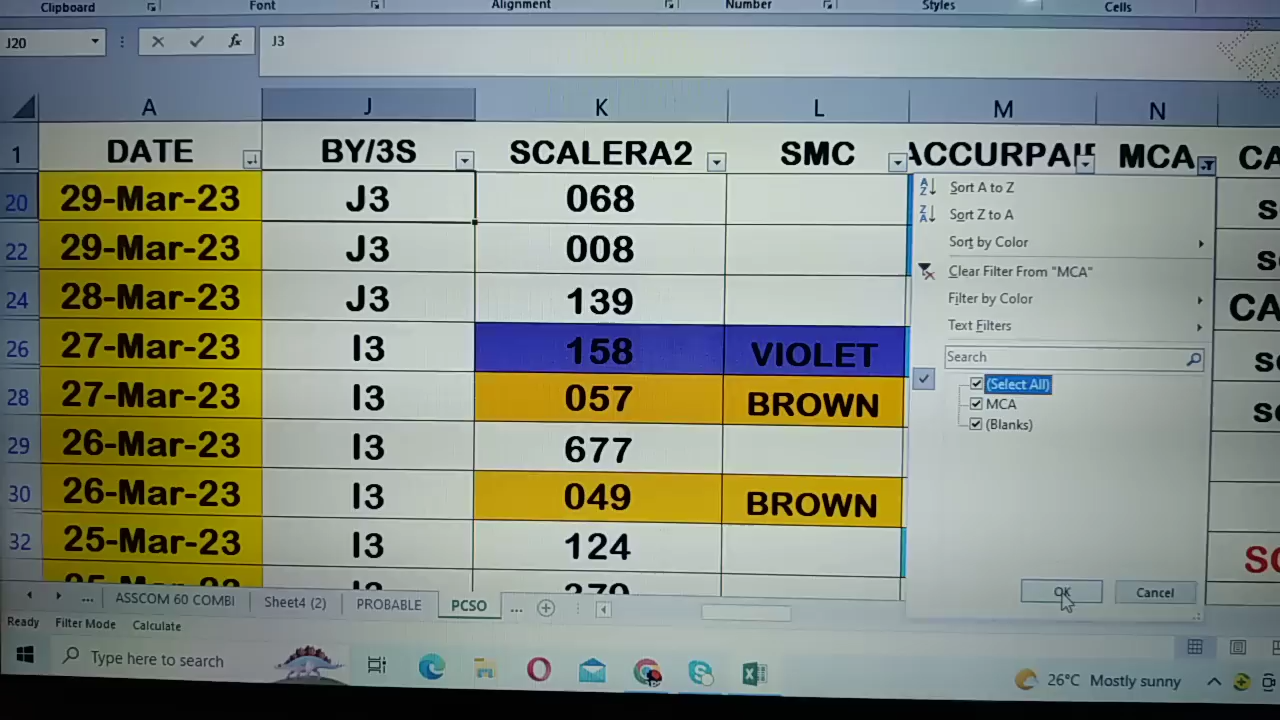 Clipboard Font Alignment Number Styles Cells
J20 fx J3
A J K L M N
1 DATE BY/3S SCALERA2 SMC MCA
20 29-Mar-23 J3 068
22 29-Mar-23 J3 008
24 28-Mar-23 J3 139
26 27-Mar-23 I3 158 VIOLET
28 27-Mar-23 I3 057 BROWN
29 26-Mar-23 I3 677
30 26-Mar-23 I3 049 BROWN
32 25-Mar-23 I3 124
Sort A to Z
Sort Z to A
Sort by Color
Clear Filter From "MCA"
Filter by Color
Text Filters
Search
(Select All)
MCA
(Blanks)
OK Cancel
... ASSCOM 60 COMBI Sheet4 (2) PROBABLE PCSO ...
Ready Filter Mode Calculate
Type here to search 26°C Mostly sunny